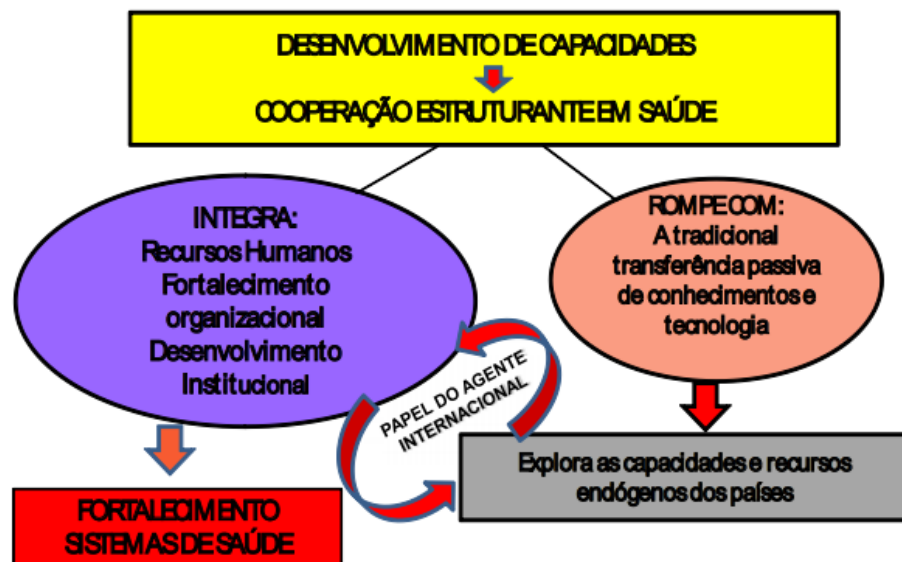 DESENVOLVIMENTO DE CAPACIDADES
COOPERAÇÃO ESTRUTURANTE EM SAÚDE
INTEGRA:
Recursos Humanos
Fortalecimento
organizacional
Desenvolvimento
Institucional
ROMPE COM:
A tradicional
transferência passiva
de conhecimentos e
tecnologia
PAPEL DO AGENTE
INTERNACIONAL
Explora as capacidades e recursos
endógenos dos países
FORTALECIMENTO
SISTEMAS DE SAÚDE